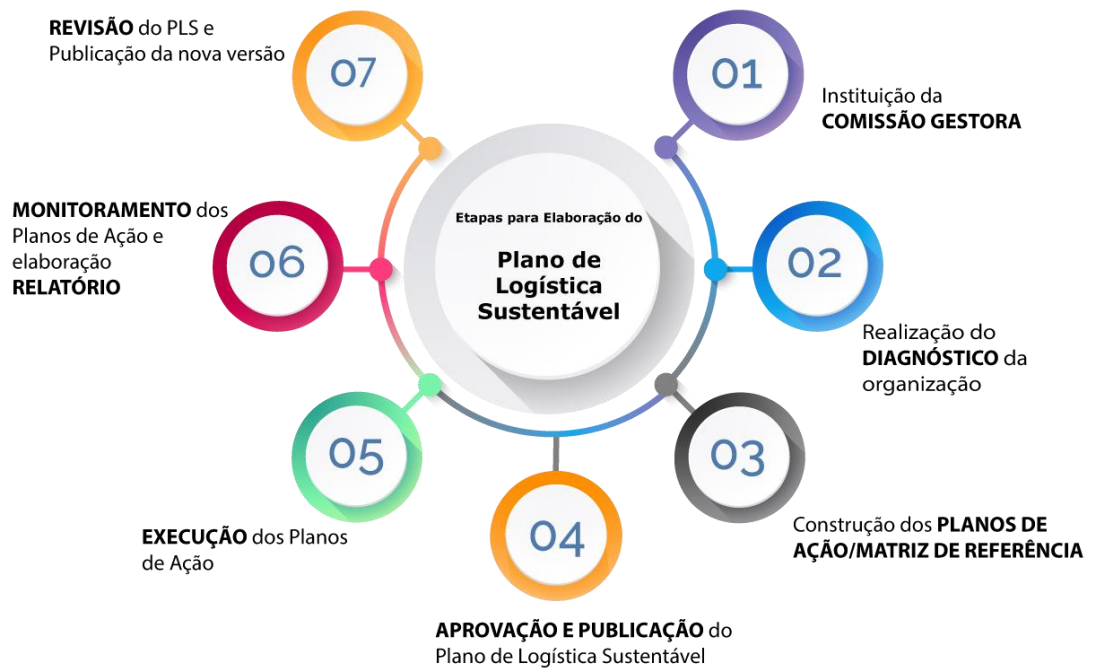 Etapas para Elaboração do
Plano de
Logística
Sustentável
01
Instituição da
COMISSÃO GESTORA
02
Realização do
DIAGNÓSTICO da
organização
03
Construção dos PLANOS DE
AÇÃO/MATRIZ DE REFERÊNCIA
04
APROVAÇÃO E PUBLICAÇÃO do
Plano de Logística Sustentável
05
EXECUÇÃO dos Planos
de Ação
06
MONITORAMENTO dos
Planos de Ação e
elaboração
RELATÓRIO
07
REVISÃO do PLS e
Publicação da nova versão